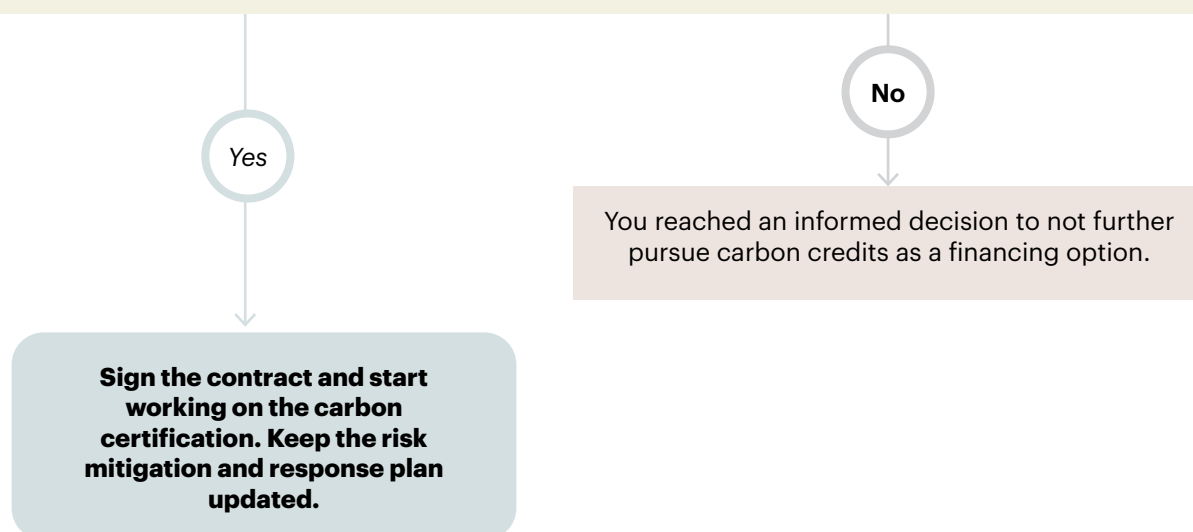 No
Yes
You reached an informed decision to not further
pursue carbon credits as a financing option.
Sign the contract and start
working on the carbon
certification. Keep the risk
mitigation and response plan
updated.